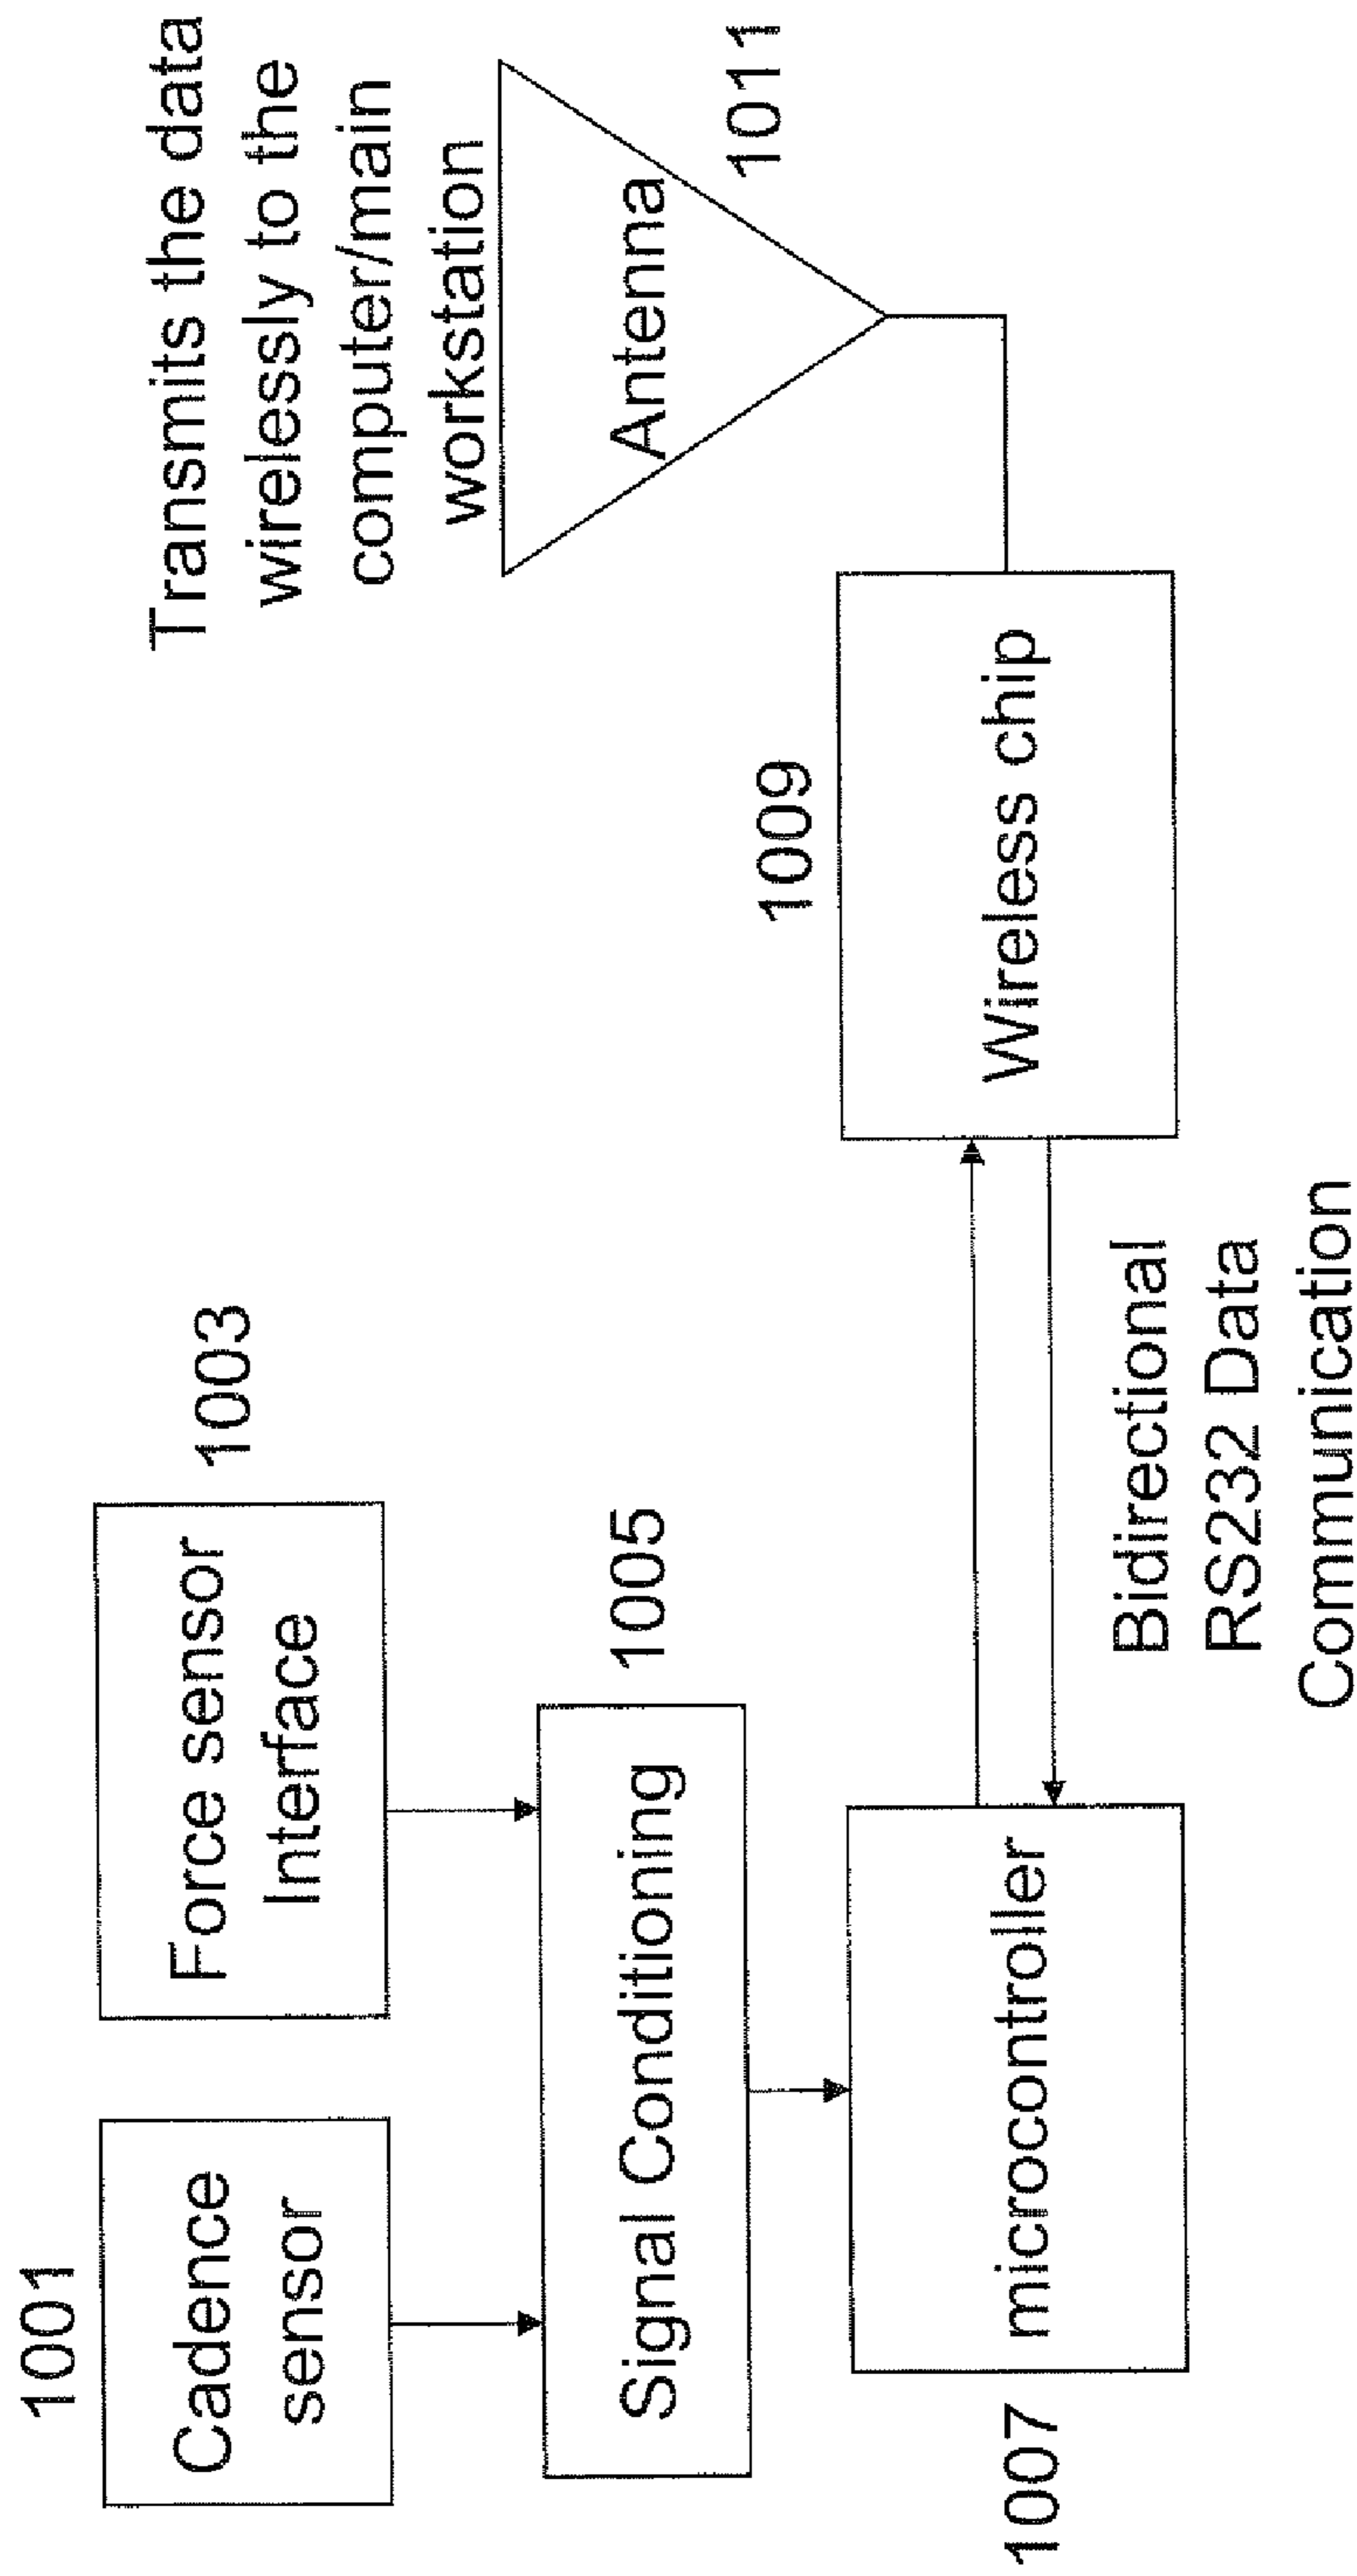 1001
Cadence
sensor
Force sensor
Interface
1003
Signal Conditioning
1005
1007
microcontroller
Bidirectional
RS232 Data
Communication
1009
Wireless chip
Transmits the data
wirelessly to the
computer/main
workstation
Antenna
1011